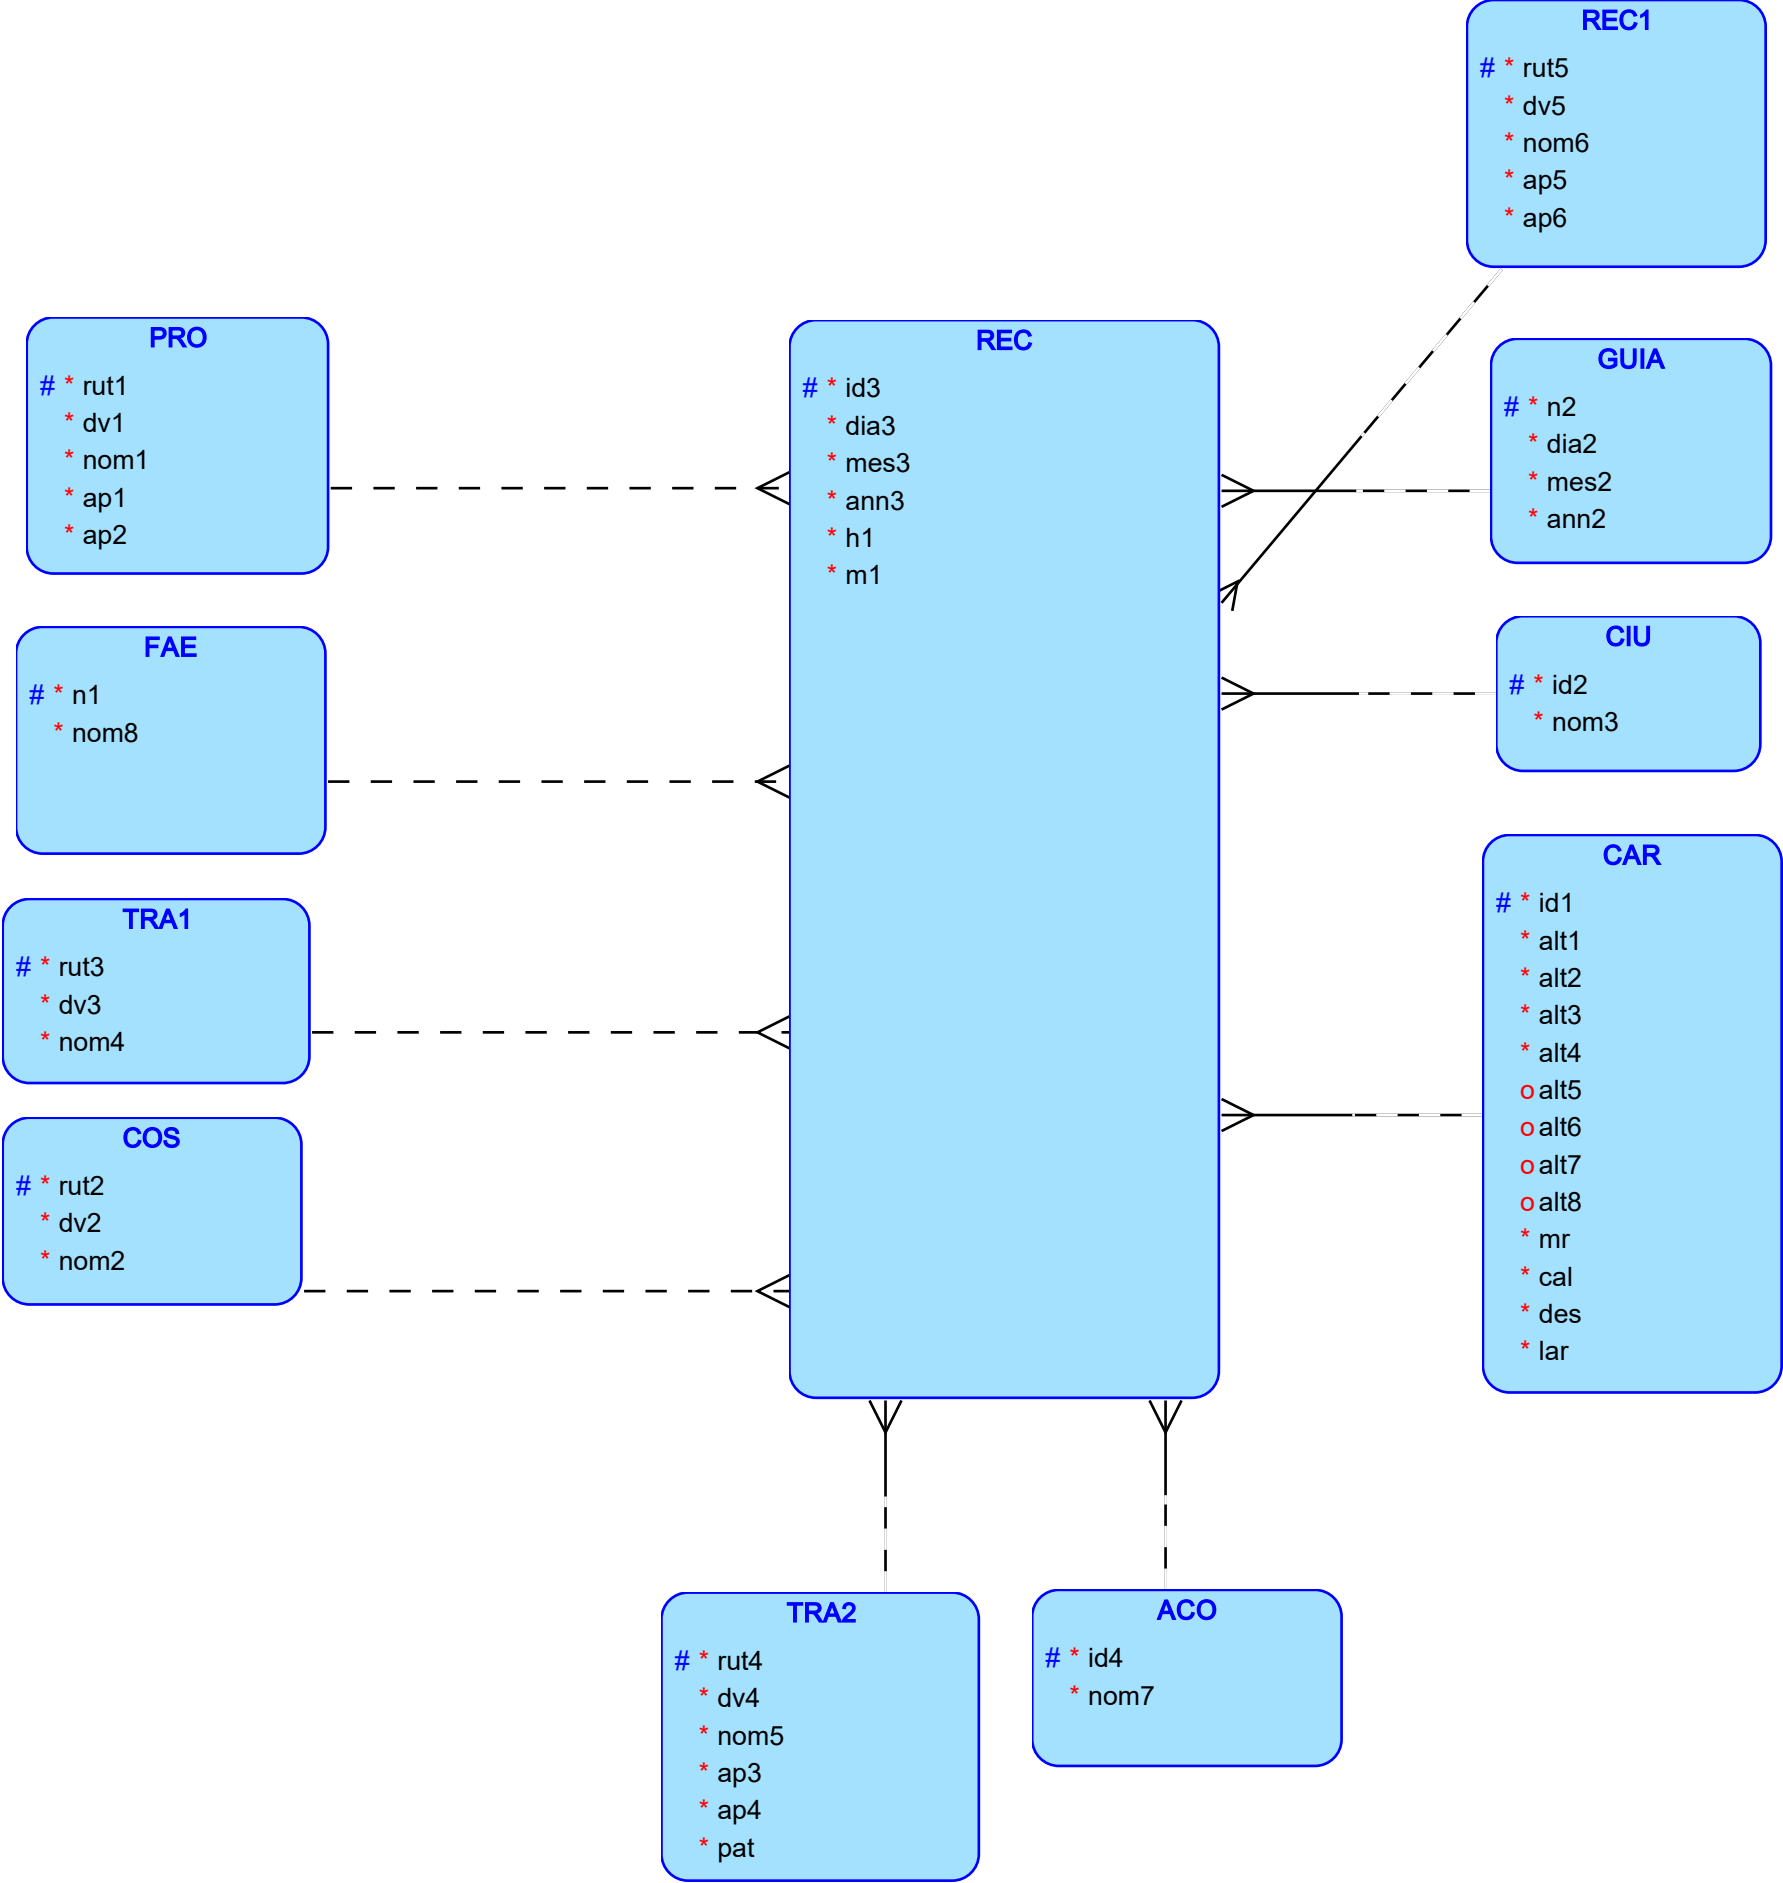 REC1
# * rut5
* dv5
* nom6
* ap5
* ap6
PRO
# * rut1
* dv1
* nom1
* ap1
* ap2
REC
# * id3
* dia3
* mes3
* ann3
* h1
* m1
GUIA
# * n2
* dia2
* mes2
* ann2
FAE
# * n1
* nom8
CIU
# * id2
* nom3
TRA1
# * rut3
* dv3
* nom4
CAR
# * id1
* alt1
* alt2
* alt3
* alt4
o alt5
o alt6
o alt7
o alt8
* mr
* cal
* des
* lar
COS
# * rut2
* dv2
* nom2
TRA2
# * rut4
* dv4
* nom5
* ap3
* ap4
* pat
ACO
# * id4
* nom7